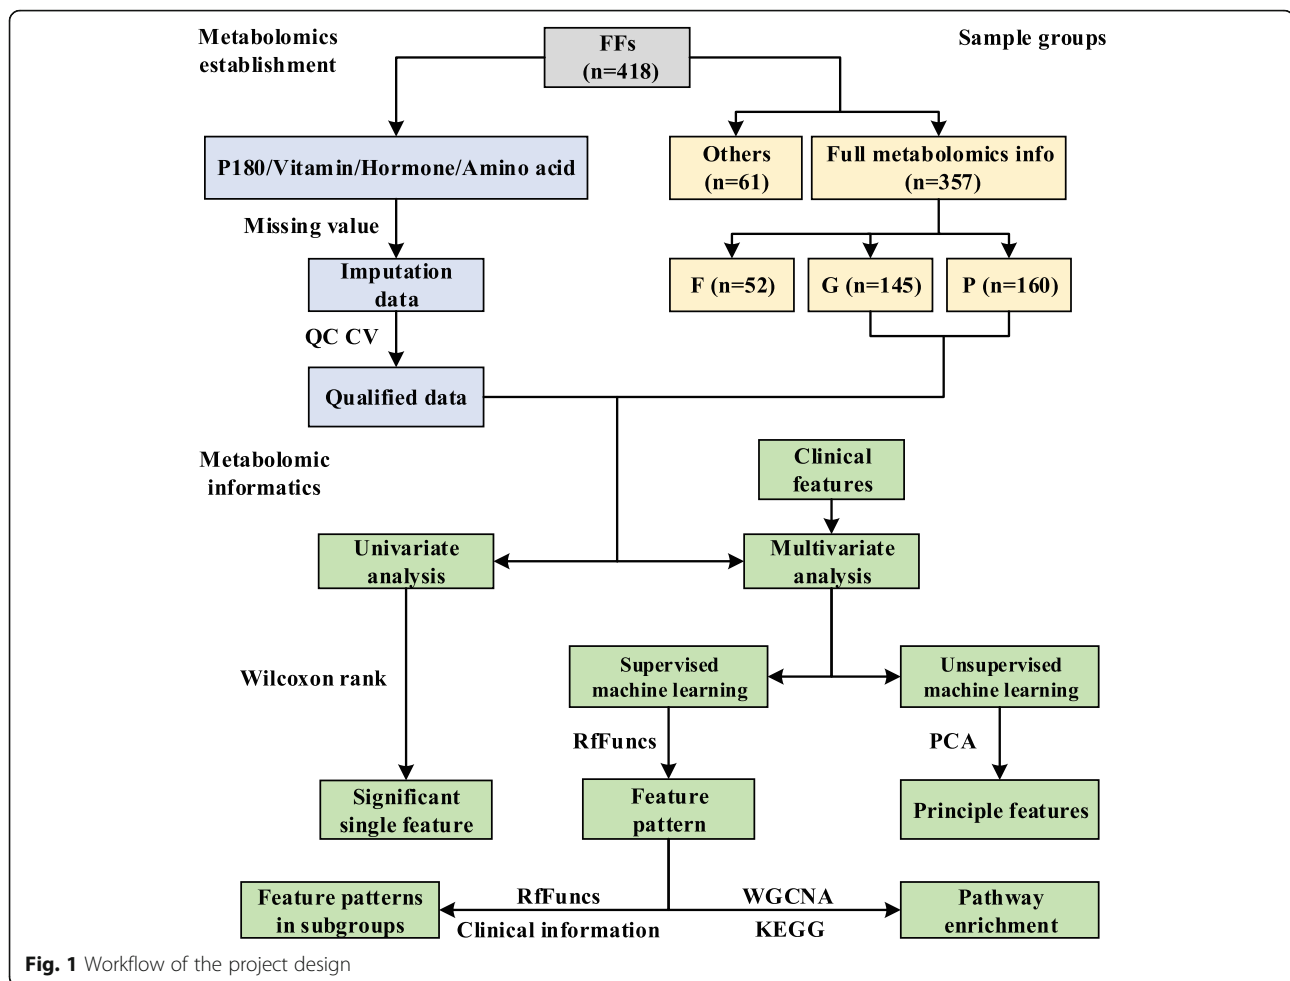 Metabolomics
establishment
FFs
(n=418)
Sample groups
P180/Vitamin/Hormone/Amino acid
Others
(n=61)
Full metabolomics info
(n=357)
Missing value
Imputation
data
F (n=52)
G (n=145)
P (n=160)
QC CV
Qualified data
Metabolomic
informatics
Clinical
features
Univariate
analysis
Multivariate
analysis
Wilcoxon rank
Supervised
machine learning
Unsupervised
machine learning
RfFuncs
PCA
Significant
single feature
Feature
pattern
Principle features
Feature patterns
in subgroups
RfFuncs
Clinical information
WGCNA
KEGG
Pathway
enrichment
Fig. 1 Workflow of the project design